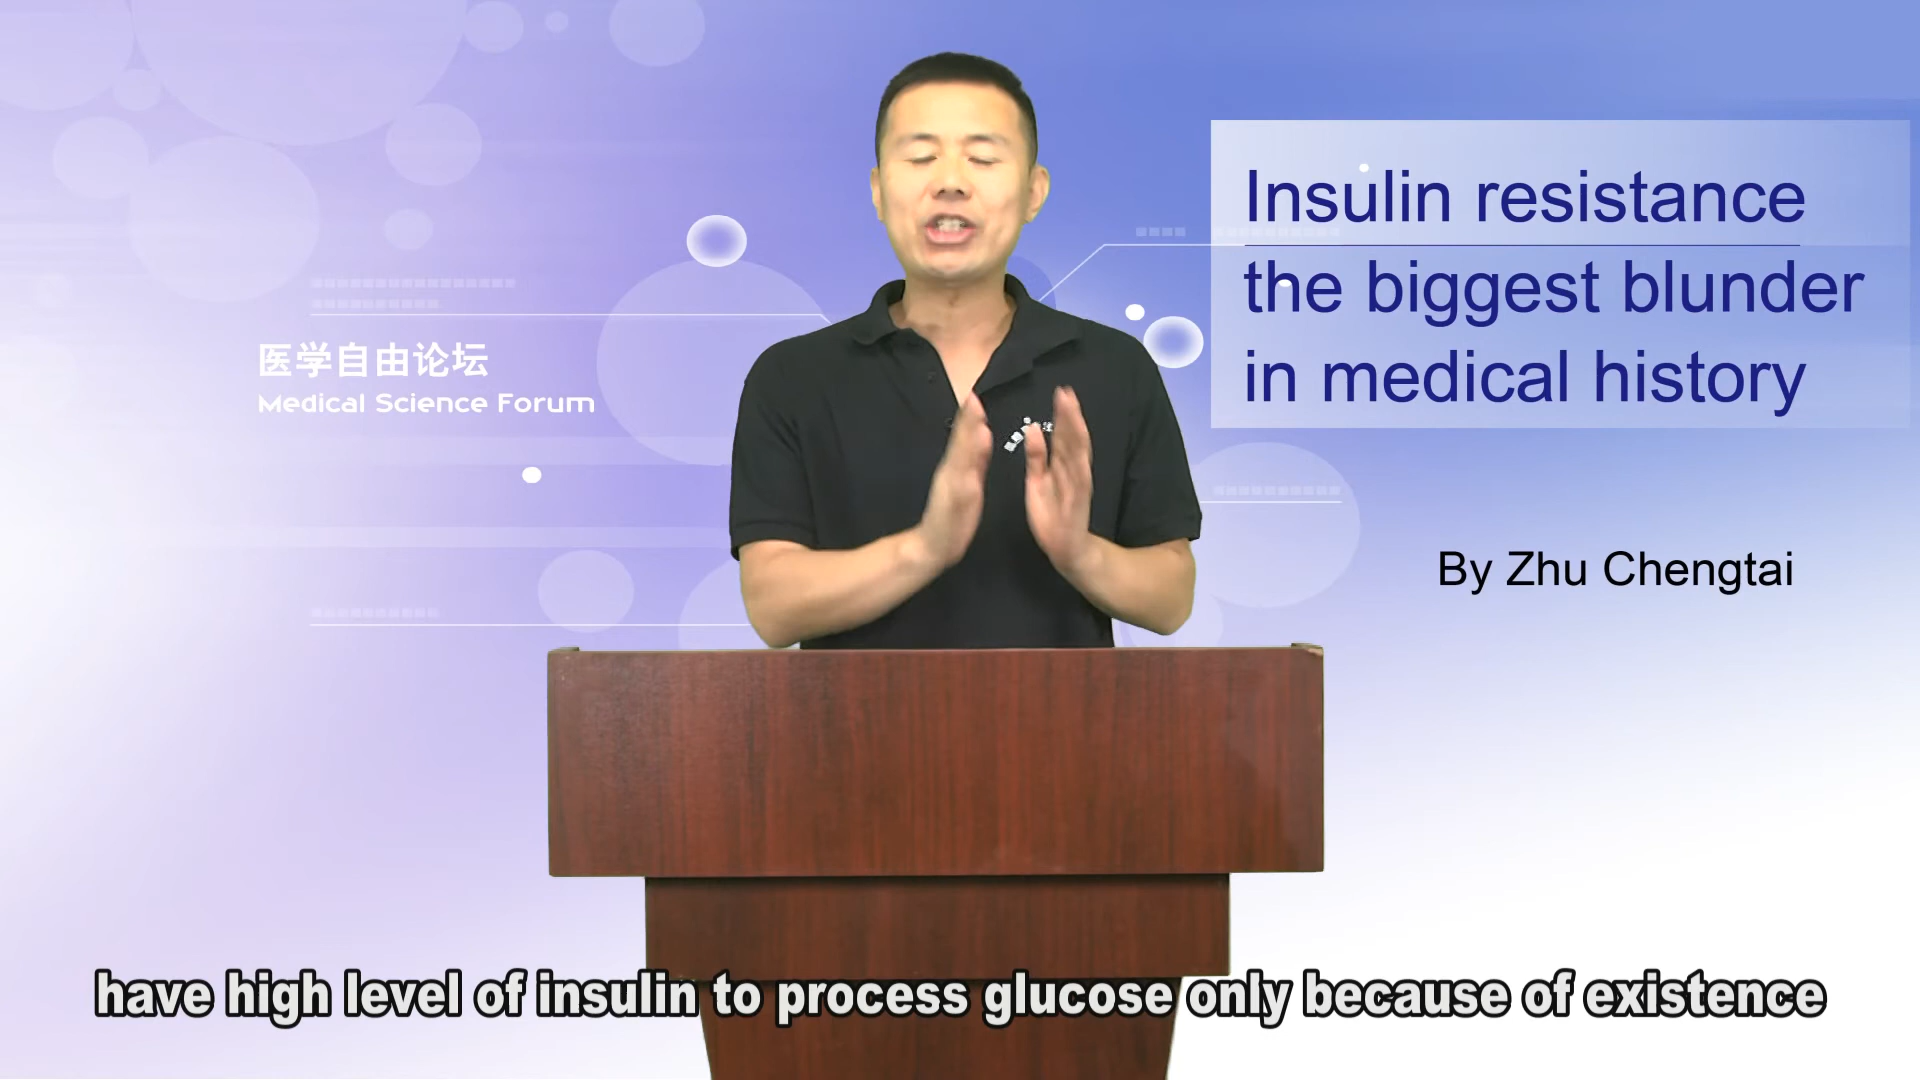 Insulin resistance
the biggest blunder
in medical history
医学自由论坛
Medical Science Forum
By Zhu Chengtai
have high level of insulin to process glucose only because of existence